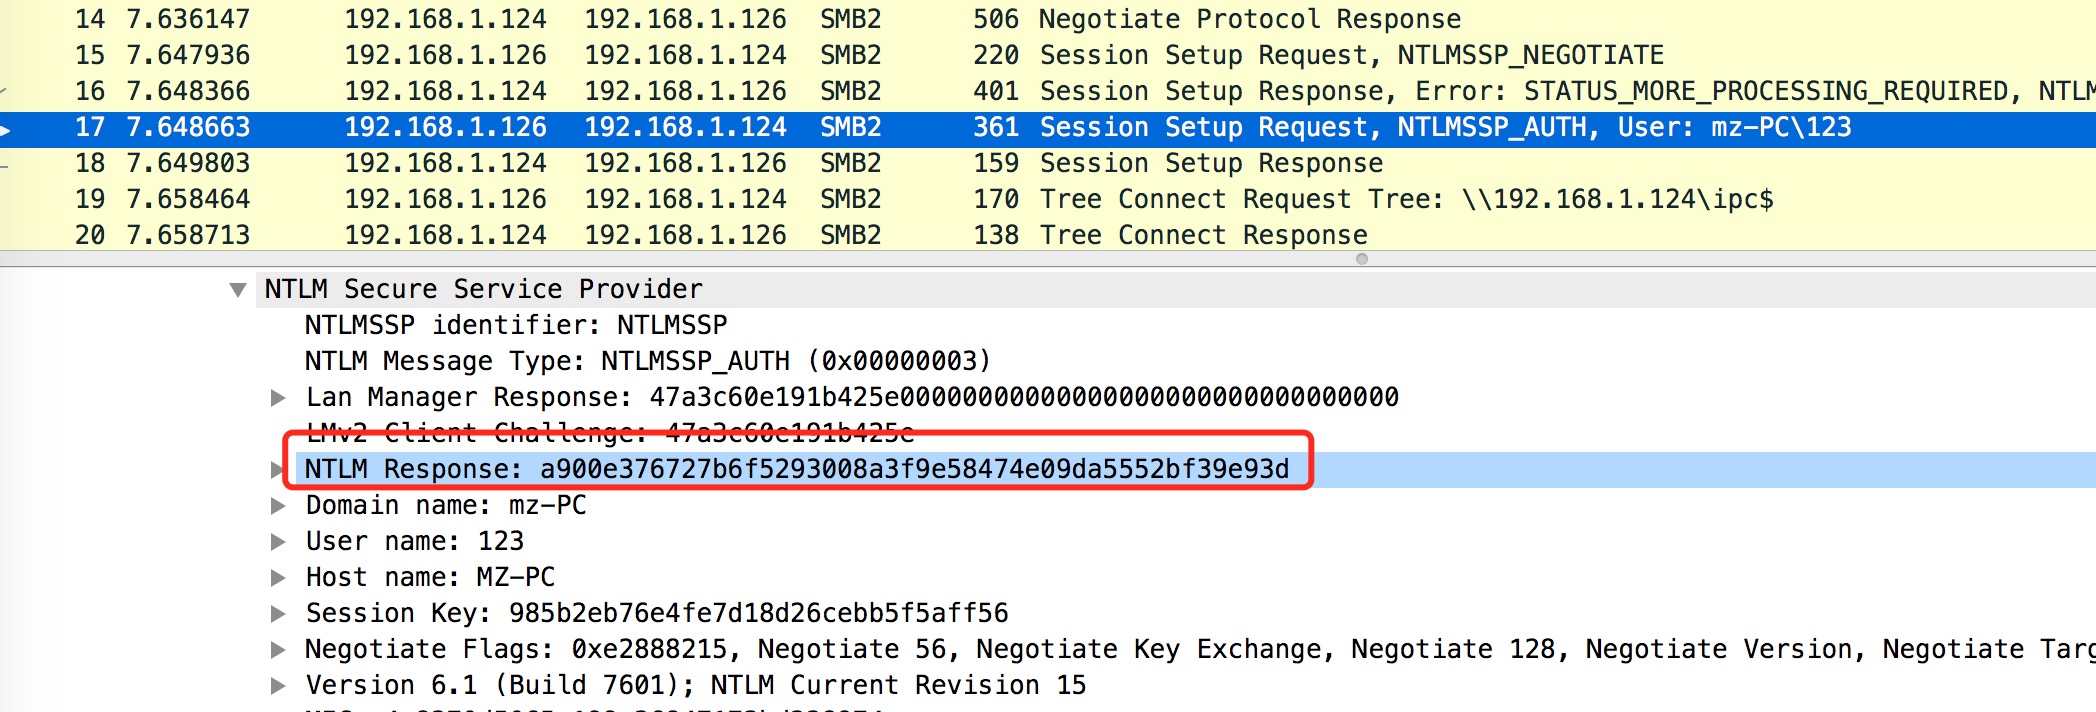 14 7.636147 192.168.1.124 192.168.1.126 SMB2 506 Negotiate Protocol Response
15 7.647936 192.168.1.126 192.168.1.124 SMB2 220 Session Setup Request, NTLMSSP_NEGOTIATE
16 7.648366 192.168.1.124 192.168.1.126 SMB2 401 Session Setup Response, Error: STATUS_MORE_PROCESSING_REQUIRED, NTLM
17 7.648663 192.168.1.126 192.168.1.124 SMB2 361 Session Setup Request, NTLMSSP_AUTH, User: mz-PC\123
18 7.649803 192.168.1.124 192.168.1.126 SMB2 159 Session Setup Response
19 7.658464 192.168.1.126 192.168.1.124 SMB2 170 Tree Connect Request Tree: \\192.168.1.124\ipc$
20 7.658713 192.168.1.124 192.168.1.126 SMB2 138 Tree Connect Response
NTLM Secure Service Provider
NTLMSSP identifier: NTLMSSP
NTLM Message Type: NTLMSSP_AUTH (0x00000003)
Lan Manager Response: 47a3c60e191b425e00000000000000000000000000000000
LMv2 Client Challenge: 47a3c60e191b425e
NTLM Response: a900e376727b6f5293008a3f9e58474e09da5552bf39e93d
Domain name: mz-PC
User name: 123
Host name: MZ-PC
Session Key: 985b2eb76e4fe7d18d26cebb5f5aff56
Negotiate Flags: 0xe2888215, Negotiate 56, Negotiate Key Exchange, Negotiate 128, Negotiate Version, Negotiate Targ
Version 6.1 (Build 7601); NTLM Current Revision 15